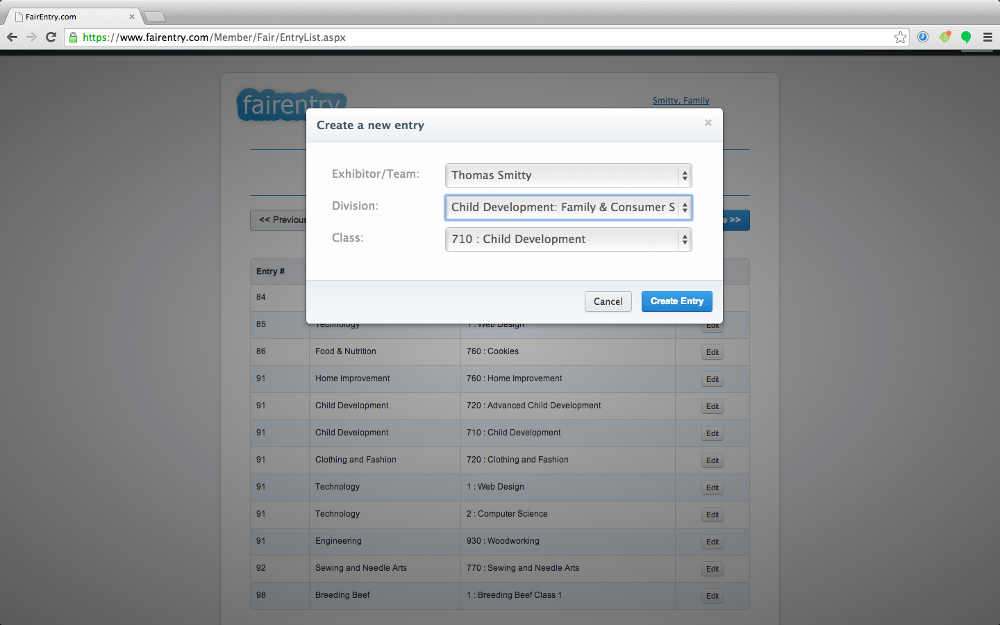 FairEntry.com
https://www.fairentry.com/Member/Fair/EntryList.aspx
fairentry
Smitty, Family
Create a new entry
Exhibitor/Team: Thomas Smitty
Division: Child Development: Family & Consumer S
Class: 710 : Child Development
<< Previous
>>
Cancel Create Entry
Entry #
84
85 Technology 1 : Web Design Edit
86 Food & Nutrition 760 : Cookies Edit
91 Home Improvement 760 : Home Improvement Edit
91 Child Development 720 : Advanced Child Development Edit
91 Child Development 710 : Child Development Edit
91 Clothing and Fashion 720 : Clothing and Fashion Edit
91 Technology 1 : Web Design Edit
91 Technology 2 : Computer Science Edit
91 Engineering 930 : Woodworking Edit
92 Sewing and Needle Arts 770 : Sewing and Needle Arts Edit
98 Breeding Beef 1 : Breeding Beef Class 1 Edit